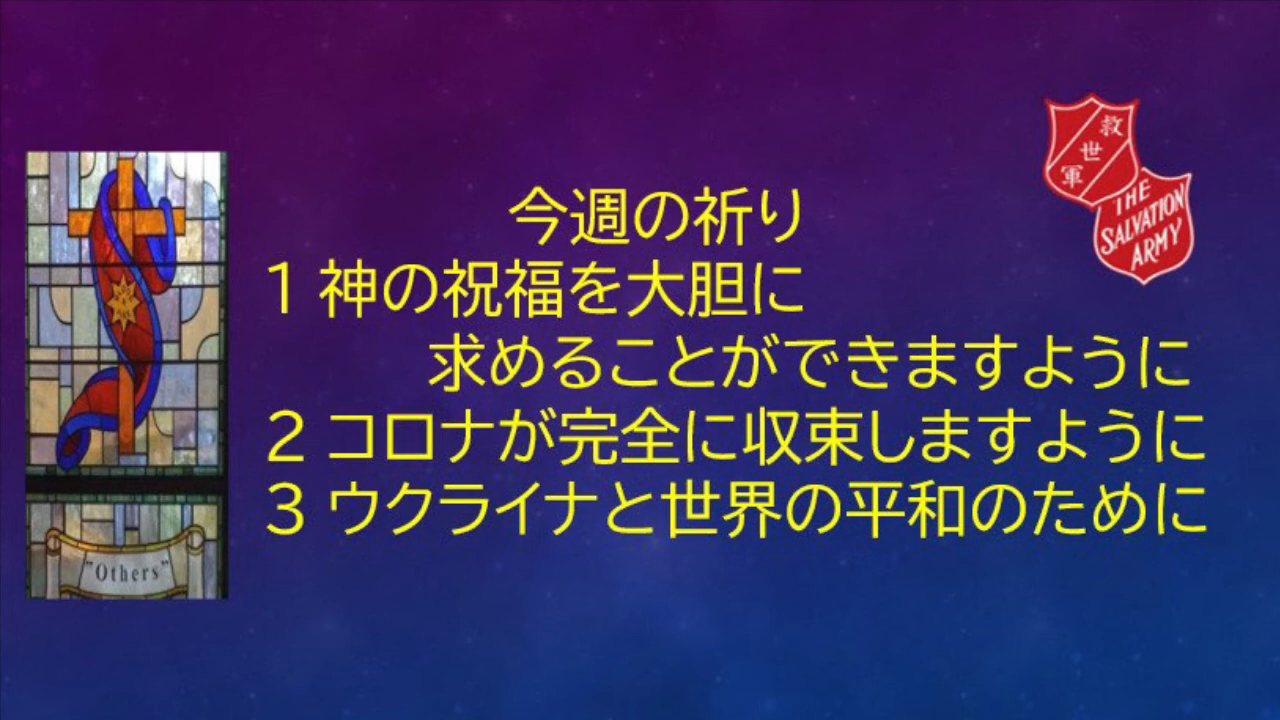 今週の祈り
１ 神の祝福を大胆に
求めることができますように
２ コロナが完全に収束しますように
３ ウクライナと世界の平和のために
救
世
軍
THE
SALVATION
ARMY
"Others"